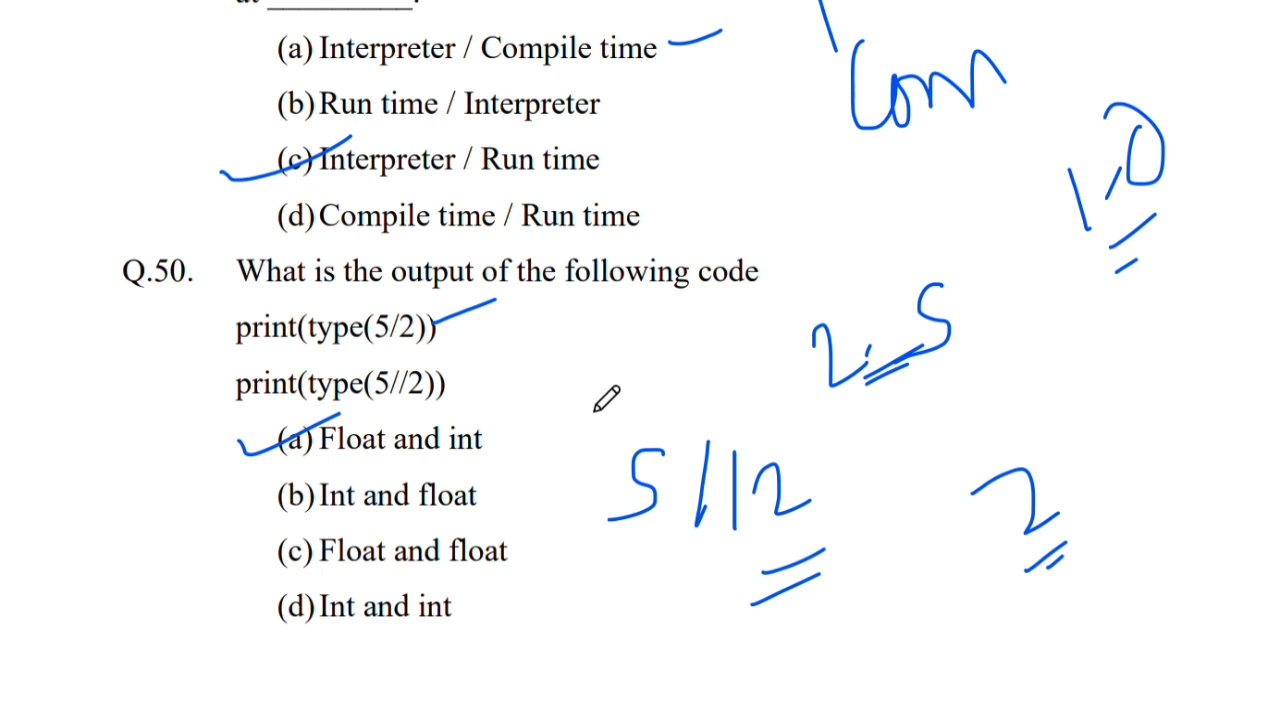 (a) Interpreter / Compile time
(b) Run time / Interpreter
(c) Interpreter / Run time
(d) Compile time / Run time
Q.50. What is the output of the following code
print(type(5/2))
print(type(5//2))
(a) Float and int
(b) Int and float
(c) Float and float
(d) Int and int
2.5
5//2
2